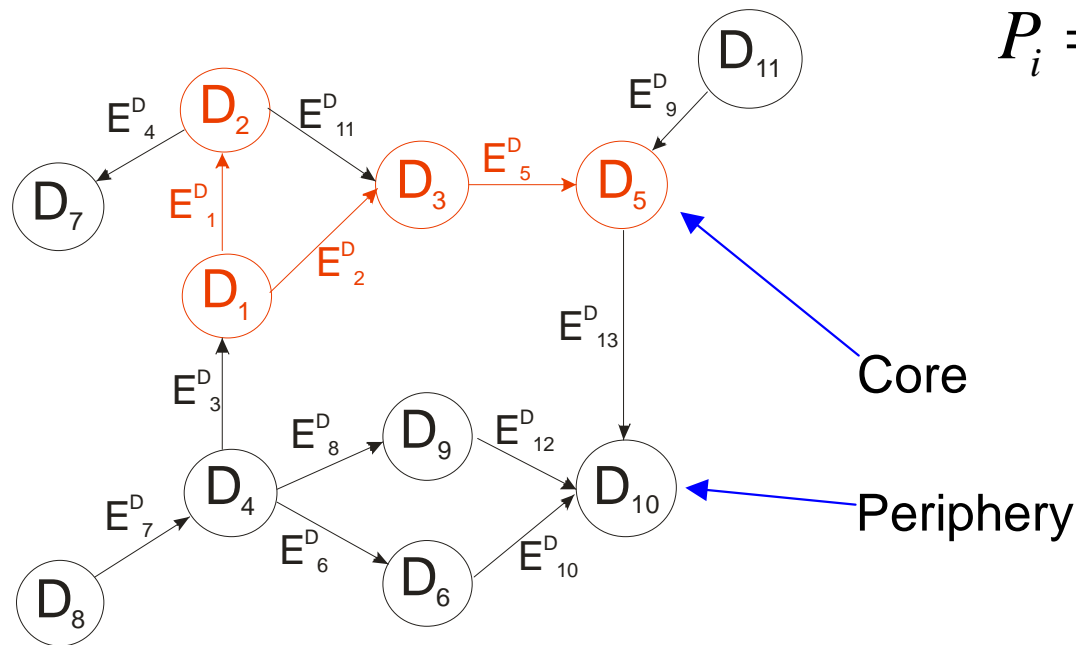 P_i =
D_11
E^D_9
D_2
E^D_4
E^D_11
D_7
E^D_1
D_3
E^D_5
D_5
E^D_2
D_1
E^D_13
Core
E^D_3
E^D_8
D_9
E^D_12
D_4
D_10
Periphery
E^D_7
E^D_6
E^D_10
D_6
D_8